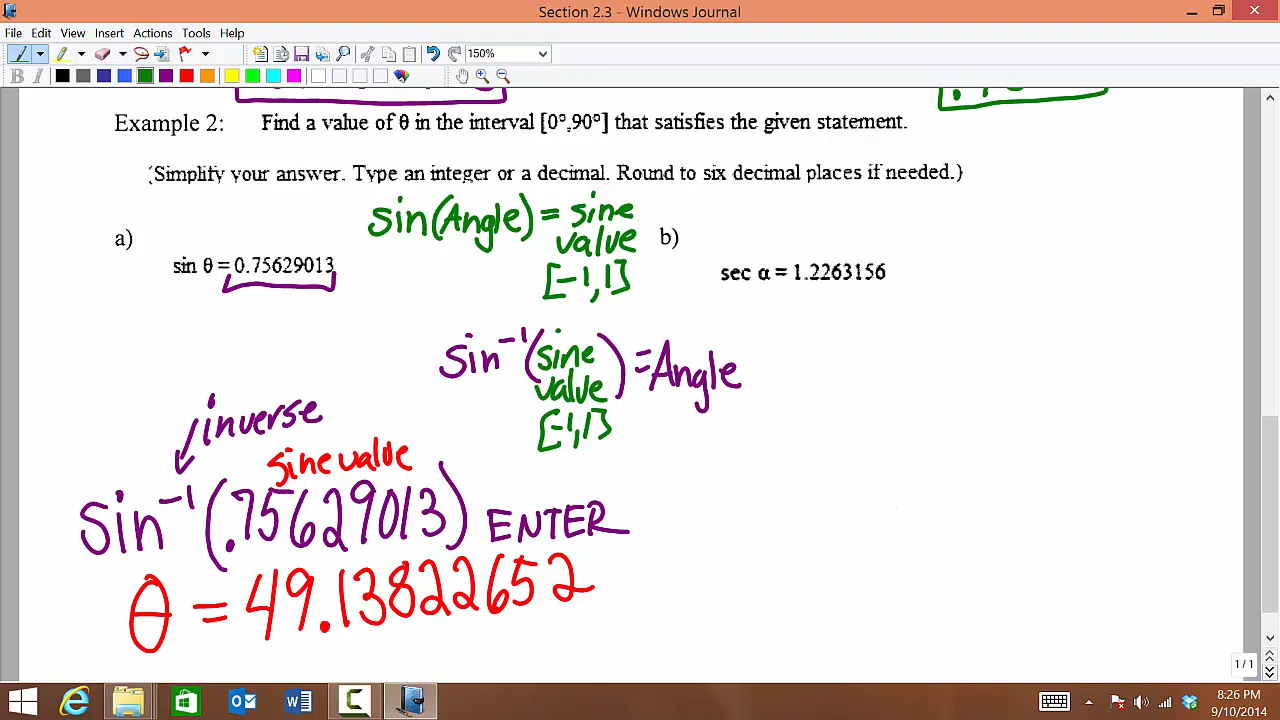 Section 2.3 - Windows Journal
File Edit View Insert Actions Tools Help
150%
B I
Example 2: Find a value of θ in the interval [0°,90°] that satisfies the given statement.
(Simplify your answer. Type an integer or a decimal. Round to six decimal places if needed.)
sin(Angle) = sine value [-1,1]
a)
sin θ = 0.75629013
b)
sec α = 1.2263156
sin⁻¹(sine value [-1,1]) = Angle
inverse
sine value
sin⁻¹(.75629013) ENTER
θ = 49.13822652
1/1
8:26 PM
9/10/2014